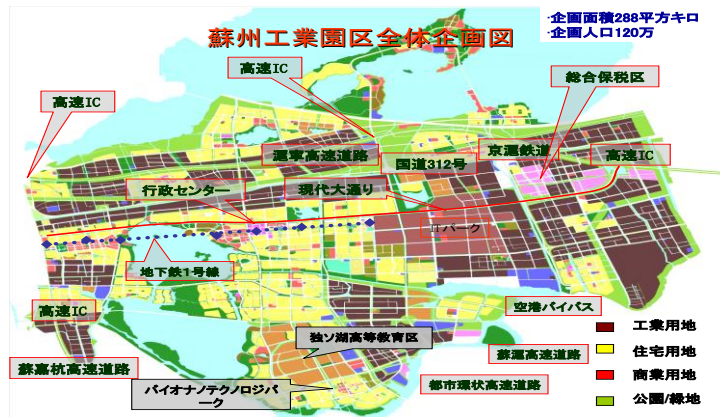 ・企画面積288平方キロ
・企画人口120万
蘇州工業園区全体企画図
高速IC
総合保税区
高速IC
滬寧高速道路
国道312号
京滬鉄道
高速IC
行政センター
現代大通り
ITパーク
地下鉄1号線
高速IC
空港バイパス
独ソ湖高等教育区
蘇滬高速道路
蘇嘉杭高速道路
バイオナノテクノロジパ
ーク
都市環状高速道路
工業用地
住宅用地
商業用地
公園/緑地